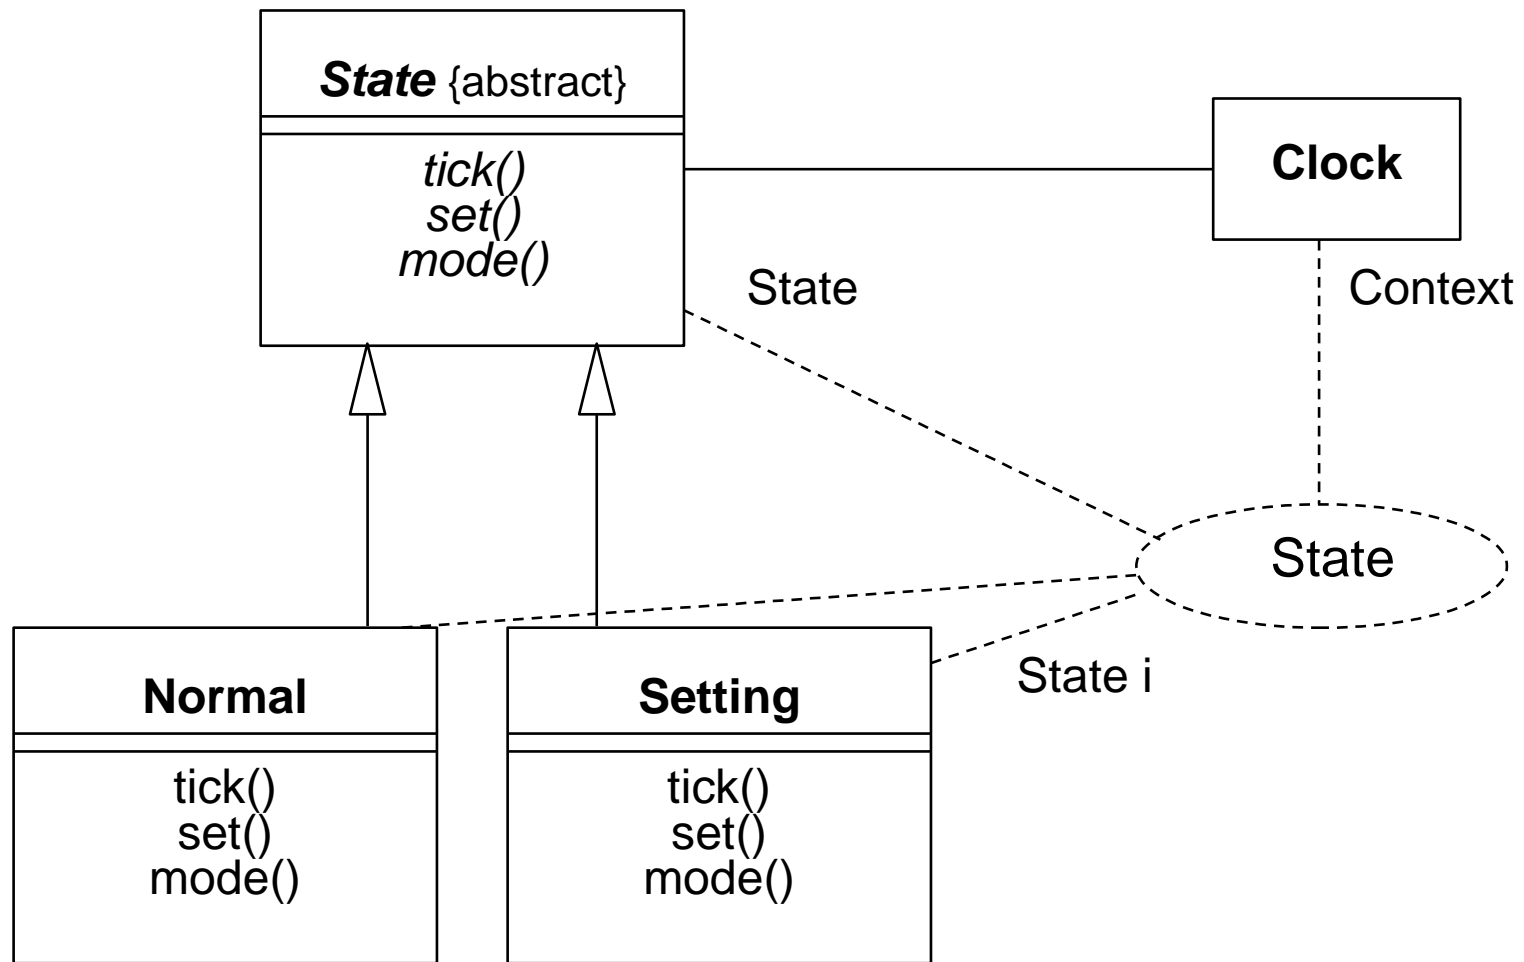 State {abstract}
tick()
set()
mode()
Clock
State
Context
State
State i
Normal
tick()
set()
mode()
Setting
tick()
set()
mode()